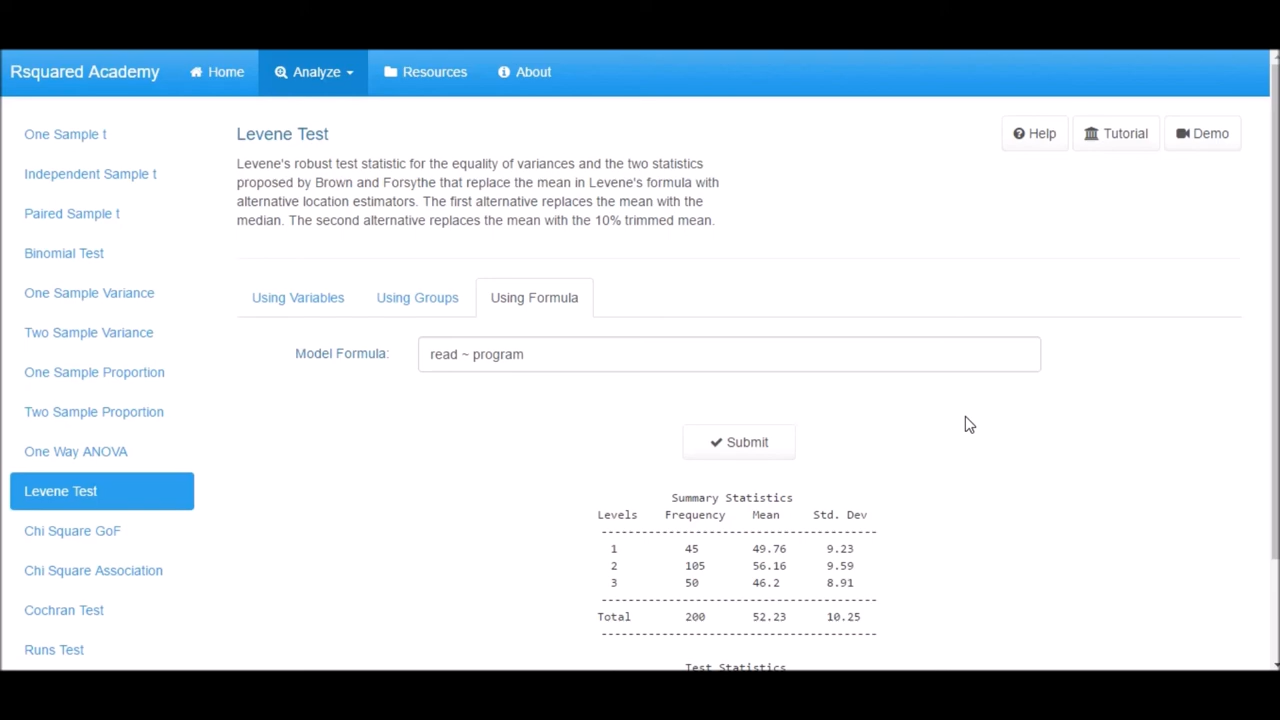 Rsquared Academy Home Analyze Resources About
One Sample t
Independent Sample t
Paired Sample t
Binomial Test
One Sample Variance
Two Sample Variance
One Sample Proportion
Two Sample Proportion
One Way ANOVA
Levene Test
Chi Square GoF
Chi Square Association
Cochran Test
Runs Test
Levene Test
Help Tutorial Demo
Levene's robust test statistic for the equality of variances and the two statistics
proposed by Brown and Forsythe that replace the mean in Levene's formula with
alternative location estimators. The first alternative replaces the mean with the
median. The second alternative replaces the mean with the 10% trimmed mean.
Using Variables Using Groups Using Formula
Model Formula: read ~ program
Submit
Summary Statistics
Levels Frequency Mean Std. Dev
-----------------------------------------
1 45 49.76 9.23
2 105 56.16 9.59
3 50 46.2 8.91
-----------------------------------------
Total 200 52.23 10.25
-----------------------------------------
Test Statistics